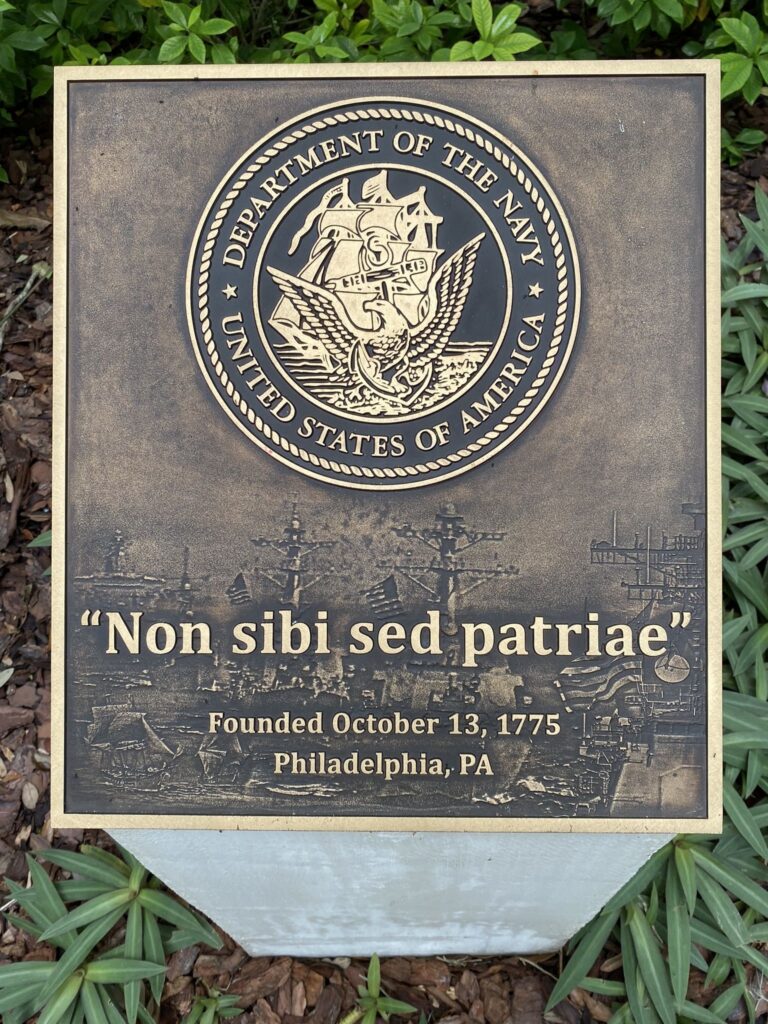 DEPARTMENT OF THE NAVY
UNITED STATES OF AMERICA
“Non sibi sed patriae”
Founded October 13, 1775
Philadelphia, PA